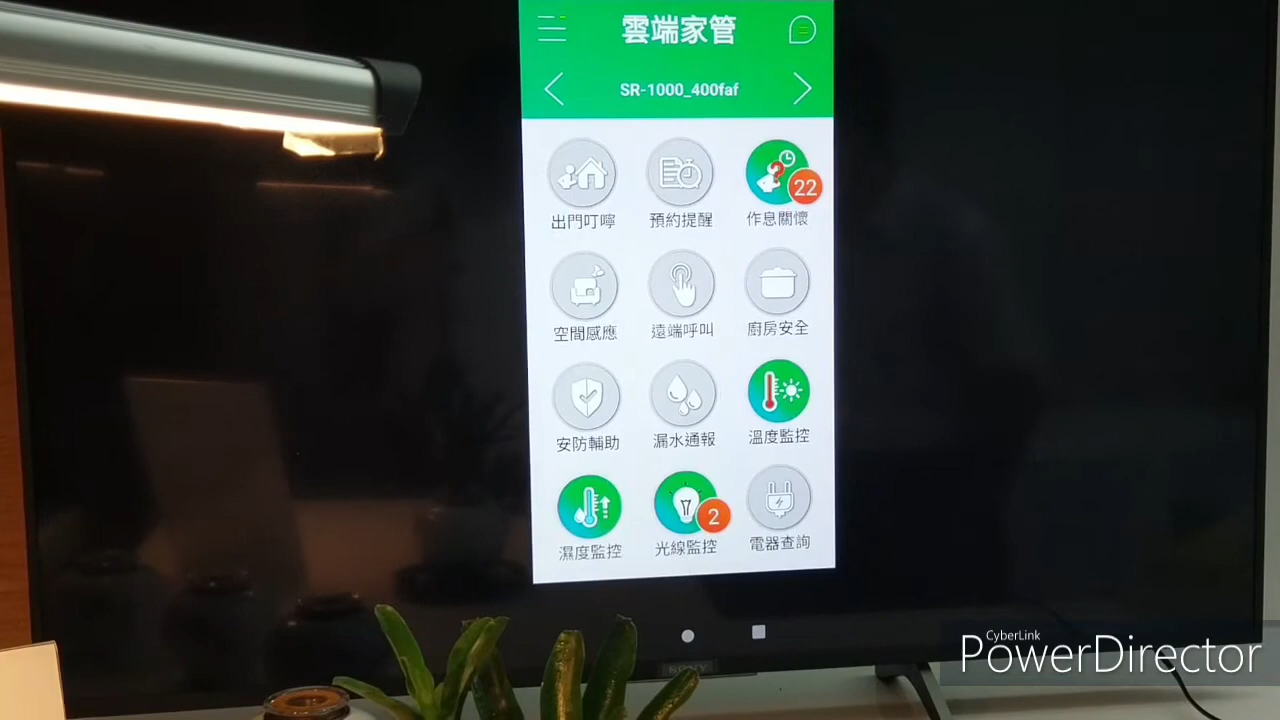 雲端家管
SR-1000_400faf
22
出門叮嚀 預約提醒 作息關懷
空間感應 遠端呼叫 廚房安全
安防輔助 漏水通報 溫度監控
2
濕度監控 光線監控 電器查詢
SONY
CyberLink
PowerDirector